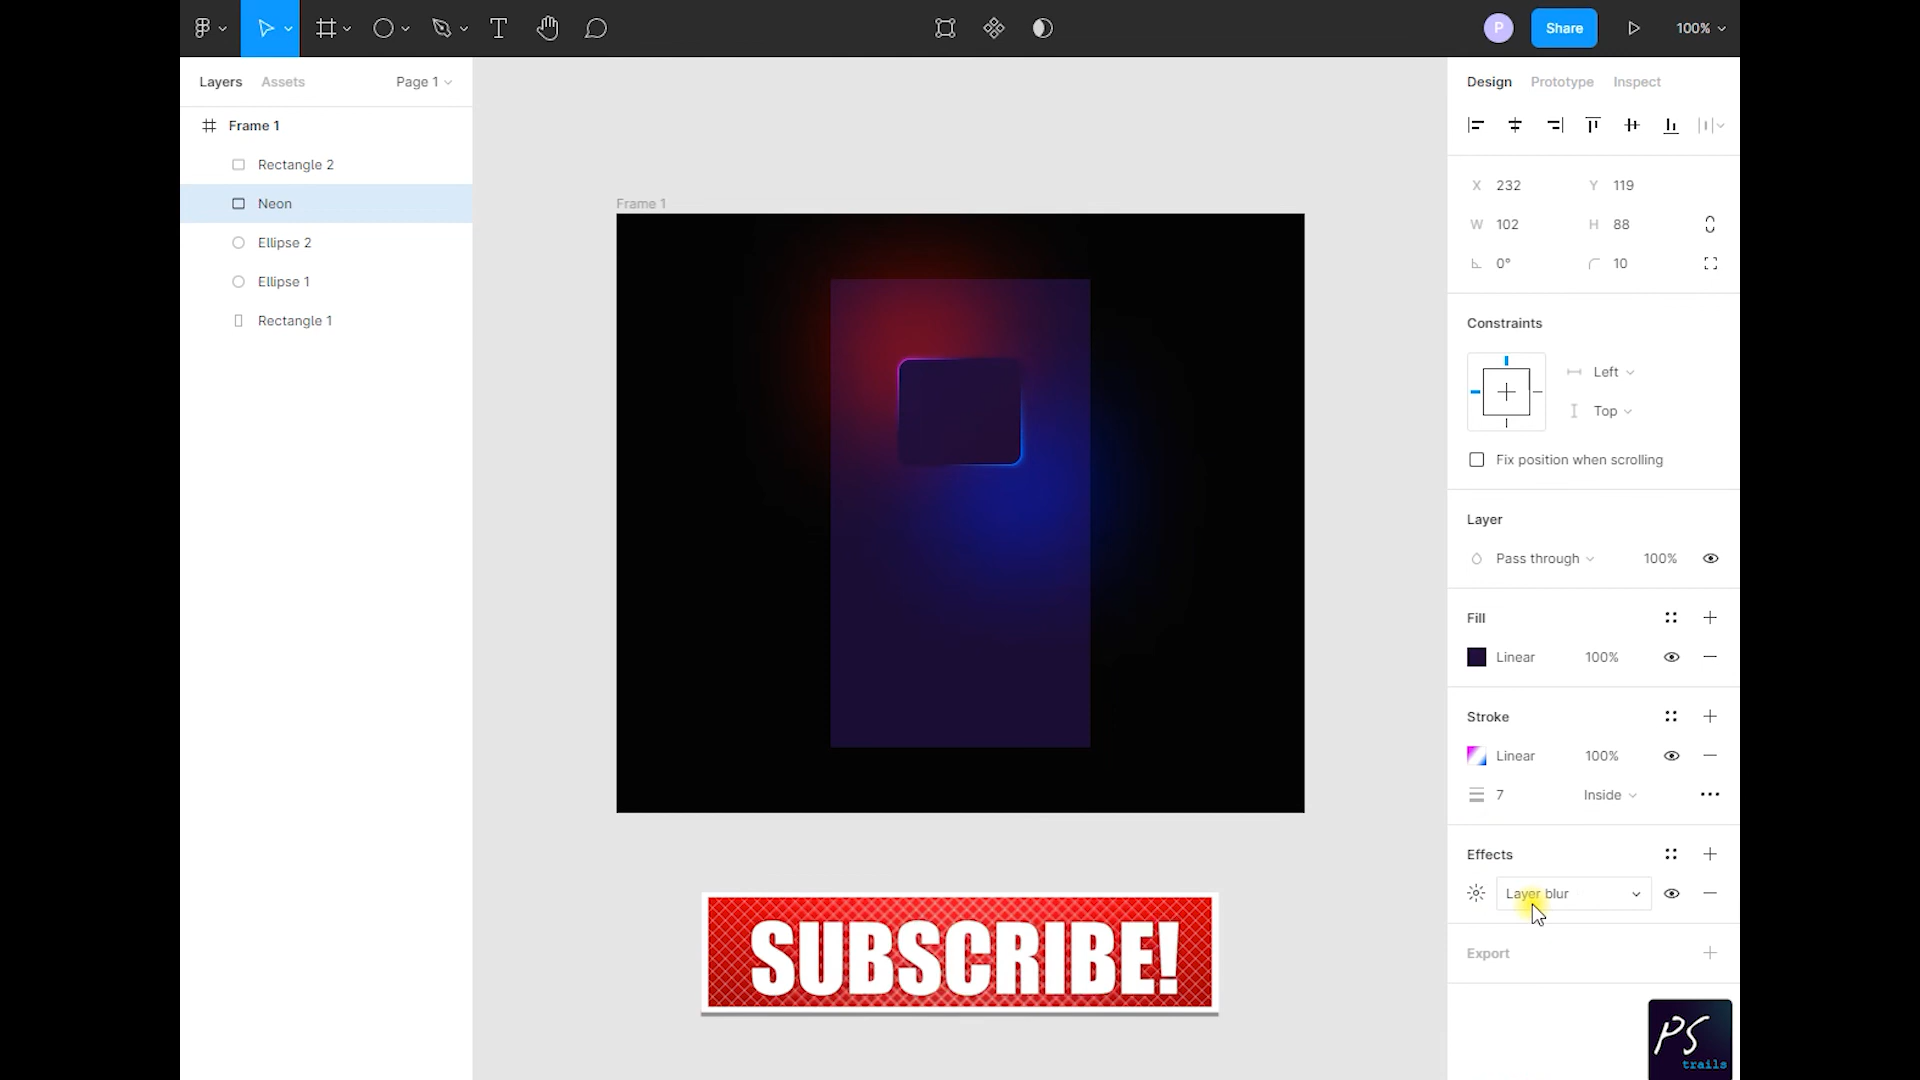 P
Share
100%
Layers
Assets
Page 1
Design
Prototype
Inspect
Frame 1
Rectangle 2
Neon
Ellipse 2
Ellipse 1
Rectangle 1
Frame 1
X 232
Y 119
W 102
H 88
0°
10
Constraints
Left
Top
Fix position when scrolling
Layer
Pass through
100%
Fill
Linear
100%
Stroke
Linear
100%
7
Inside
Effects
Layer blur
Export
SUBSCRIBE!
PS
trails